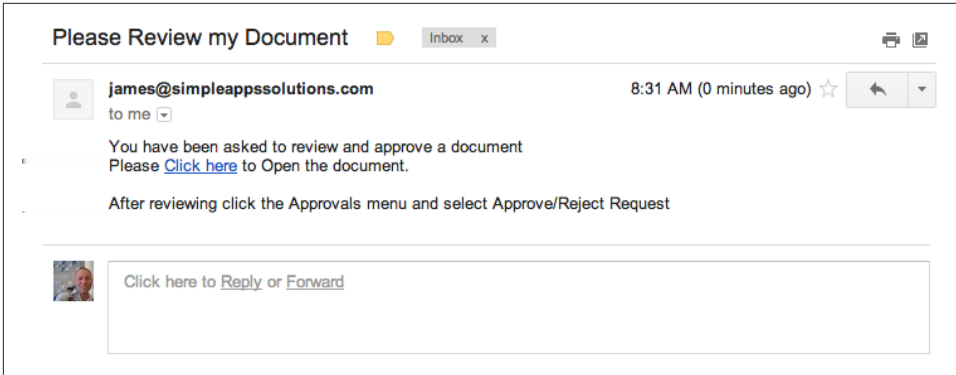 Please Review my Document Inbox x
james@simpleappssolutions.com 8:31 AM (0 minutes ago)
to me
You have been asked to review and approve a document
Please Click here to Open the document.
After reviewing click the Approvals menu and select Approve/Reject Request
Click here to Reply or Forward